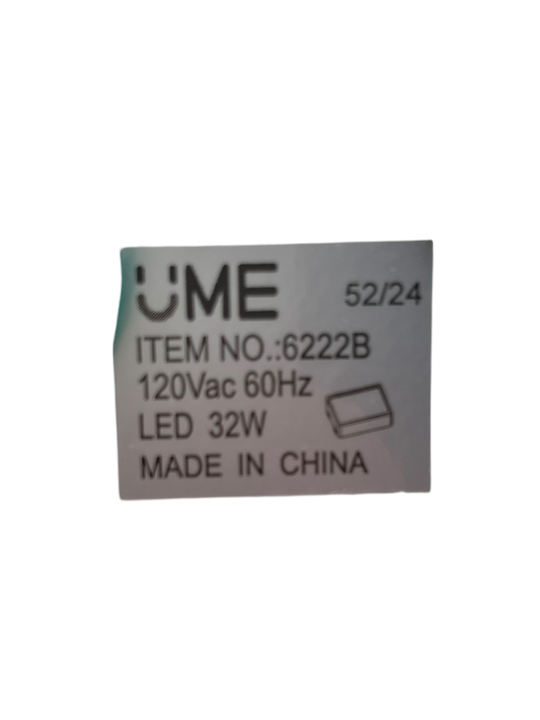 UME
52/24
ITEM NO.:6222B
120Vac 60Hz
LED 32W
MADE IN CHINA